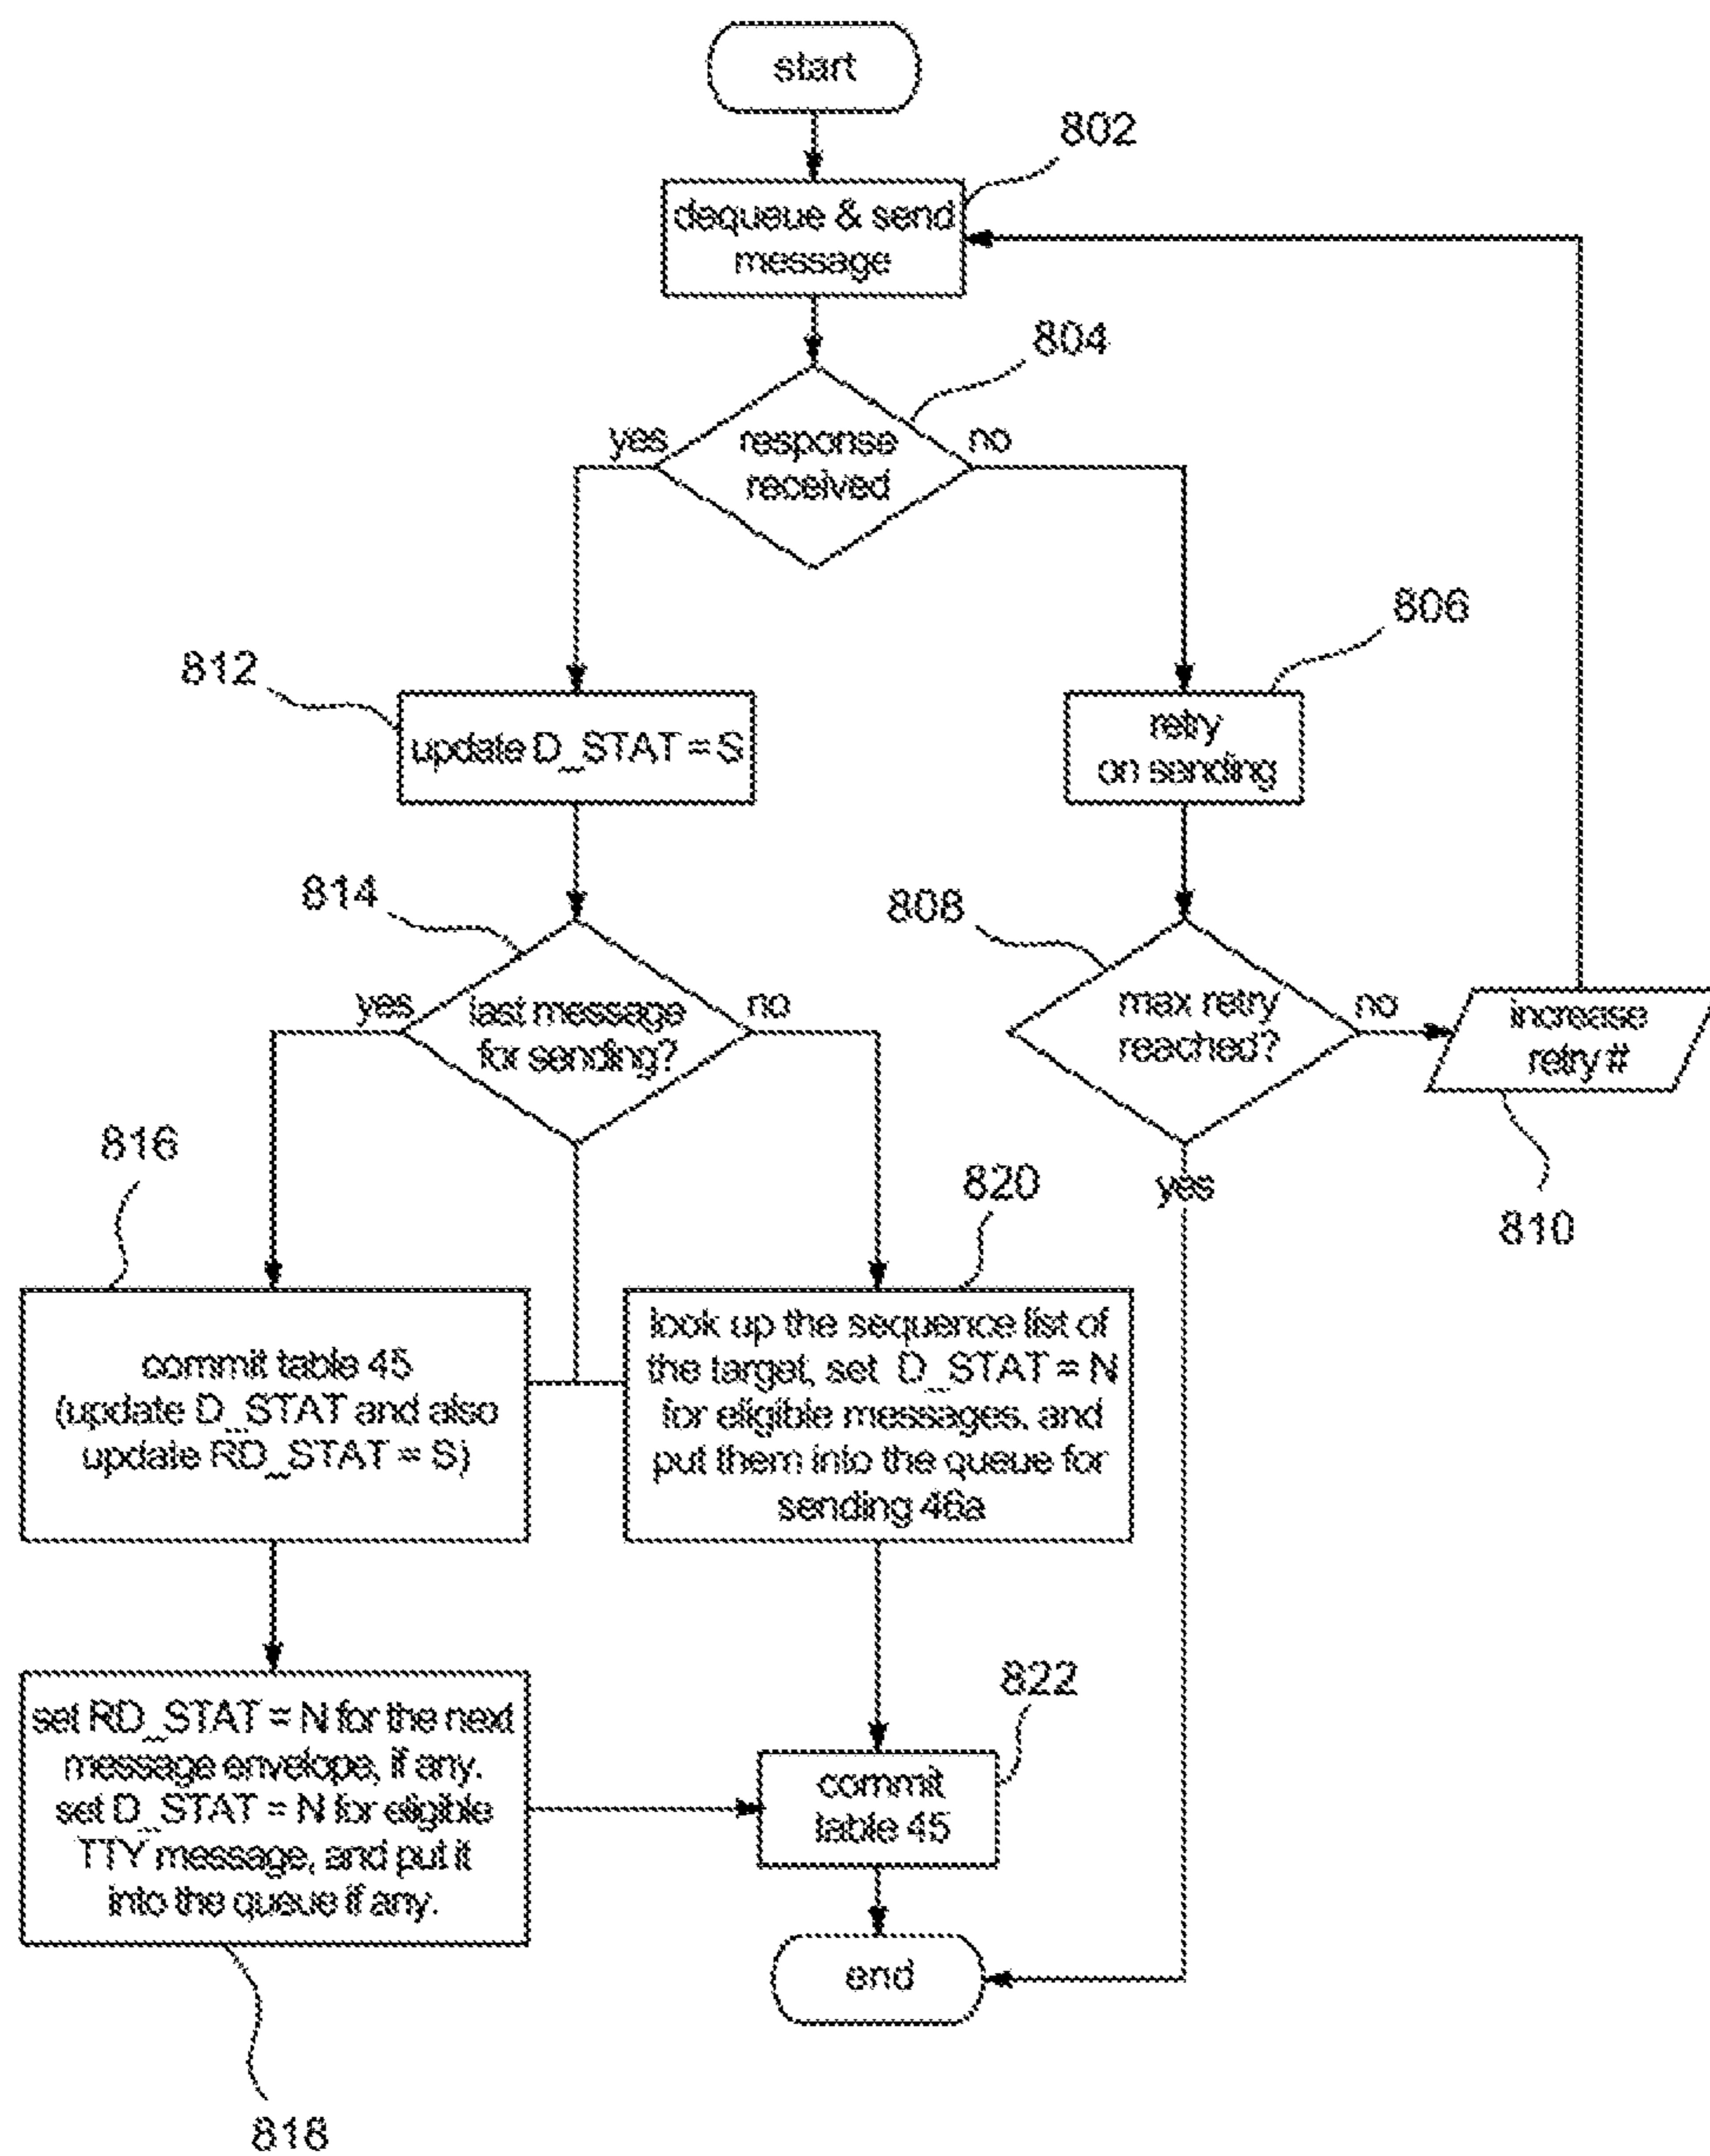 start
802
dequeue & send
message
804
yes
response
received
no
806
812
update D_STAT = S
retry
on sending
814
808
yes
last message
for sending?
no
max retry
reached?
no
increase
retry #
816
820
yes
810
commit table 45
(update D_STAT and also
update RD_STAT = S)
look up the sequence list of
the target, set D_STAT = N
for eligible messages, and
put them into the queue for
sending 46a
822
set RD_STAT = N for the next
message envelope, if any.
set D_STAT = N for eligible
TTY message, and put it
into the queue if any.
commit
table 45
end
818